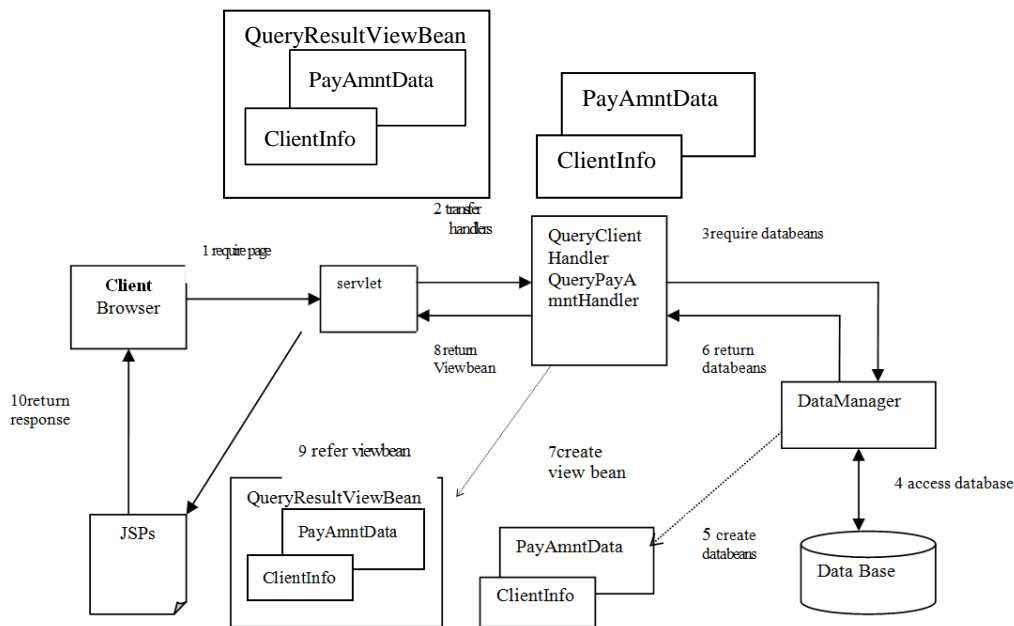 QueryResultViewBean
PayAmntData
ClientInfo
PayAmntData
ClientInfo
2 transfer
handlers
1 require page
Client
Browser
servlet
QueryClient
Handler
QueryPayA
mntHandler
3require databeans
8 return
Viewbean
6 return
databeans
10return
response
DataManager
9 refer viewbean
7create
view bean
4 access database
QueryResultViewBean
PayAmntData
ClientInfo
JSPs
PayAmntData
ClientInfo
5 create
databeans
Data Base